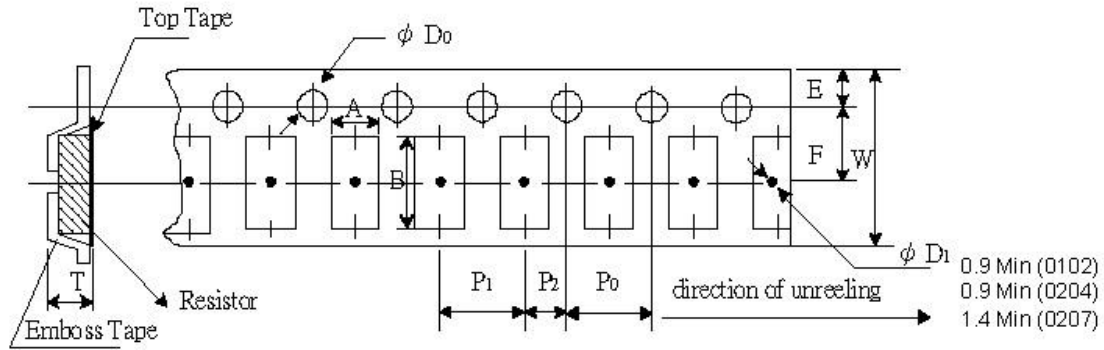 Top Tape
ϕ D0
E
A
F
W
B
ϕ D1
0.9 Min (0102)
T
P1
P2
P0
direction of unreeling
0.9 Min (0204)
Resistor
1.4 Min (0207)
Emboss Tape